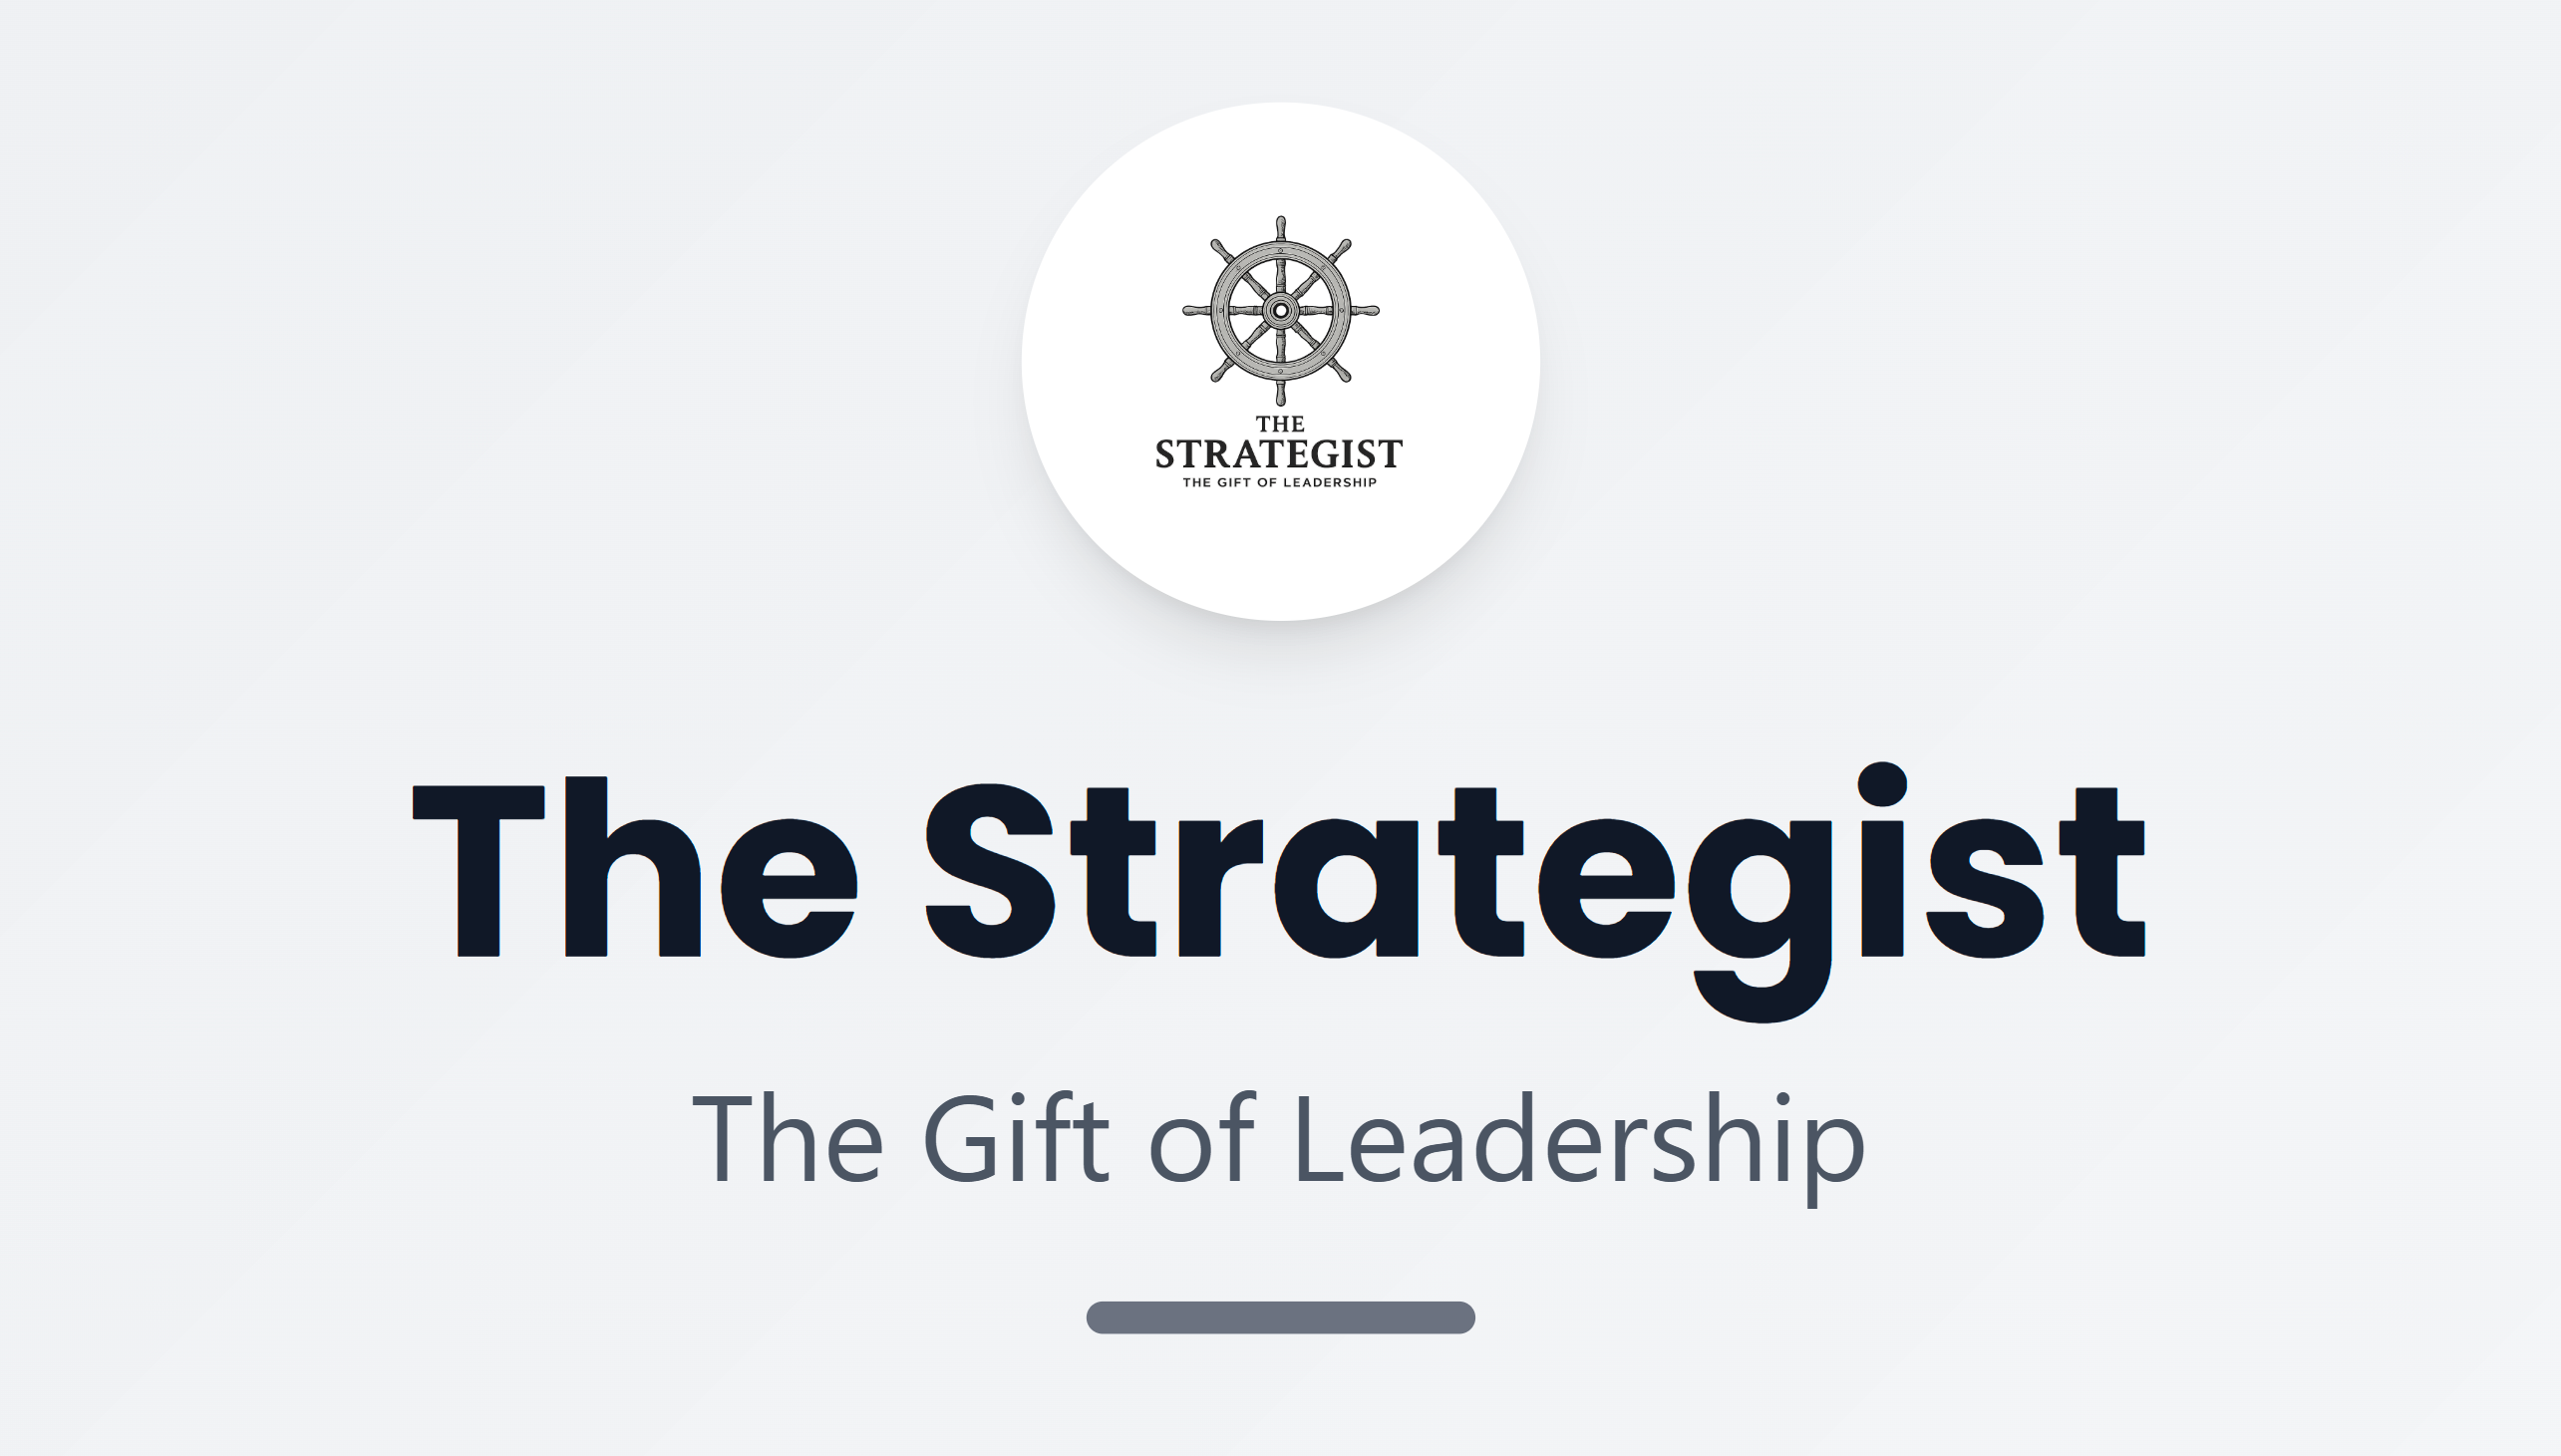 THE
STRATEGIST
THE GIFT OF LEADERSHIP
The Strategist
The Gift of Leadership